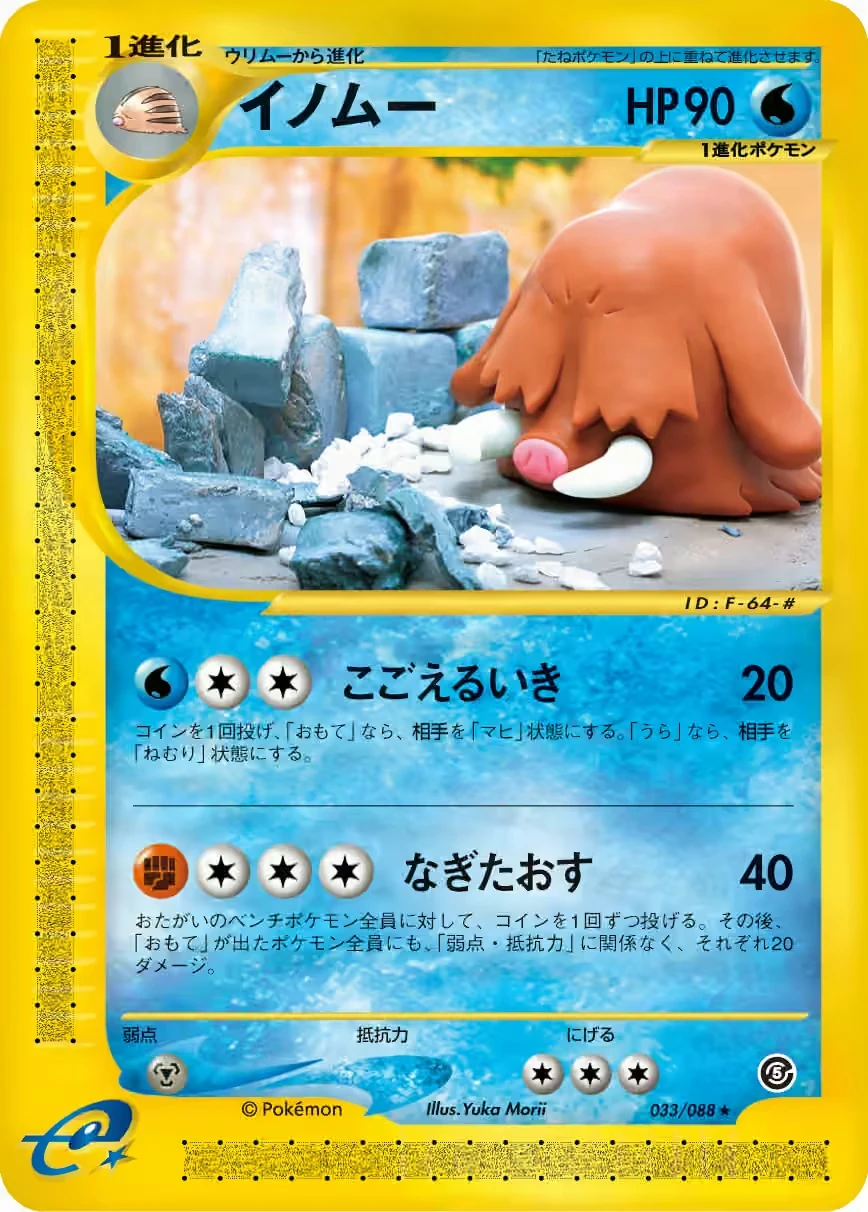 1進化
ウリムーから進化
「たねポケモン」の上に重ねて進化させます。
イノムー
HP90
1進化ポケモン
ID:F-64-#
こごえるいき 20
コインを1回投げ、「おもて」なら、相手を「マヒ」状態にする。「うら」なら、相手を
「ねむり」状態にする。
なぎたおす 40
おたがいのベンチポケモン全員に対して、コインを1回ずつ投げる。その後、
「おもて」が出たポケモン全員にも、「弱点・抵抗力」に関係なく、それぞれ20
ダメージ。
弱点 抵抗力 にげる
5
© Pokémon Illus.Yuka Morii 033/088★
e